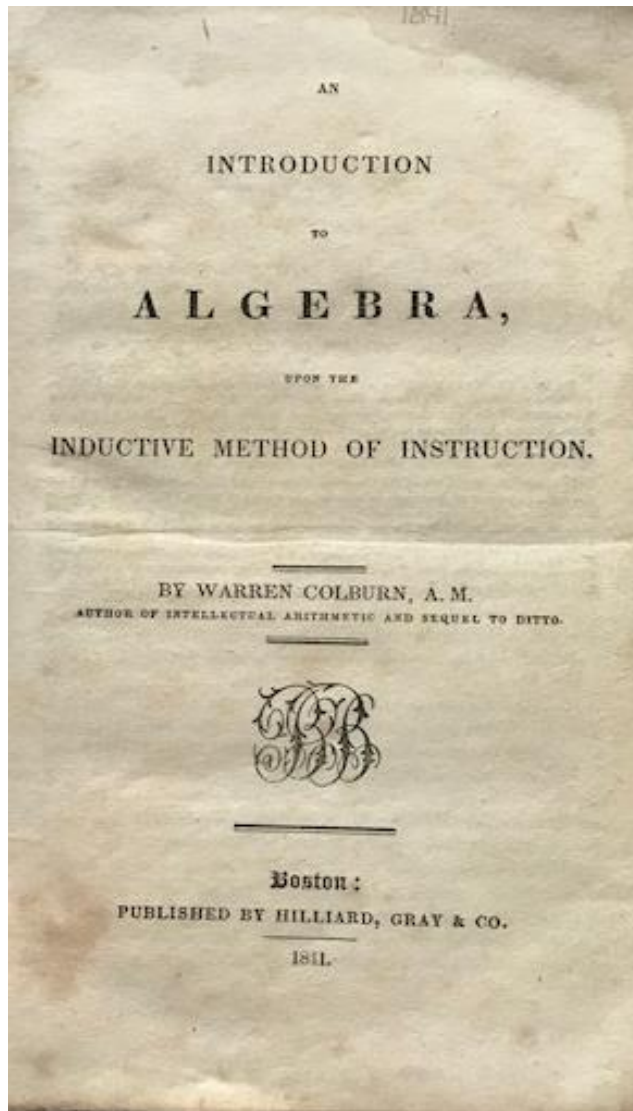 1841
AN
INTRODUCTION
TO
ALGEBRA,
UPON THE
INDUCTIVE METHOD OF INSTRUCTION.
BY WARREN COLBURN, A. M.
AUTHOR OF INTELLECTUAL ARITHMETIC AND SEQUEL TO DITTO.
Boston:
PUBLISHED BY HILLIARD, GRAY & CO.
1841.